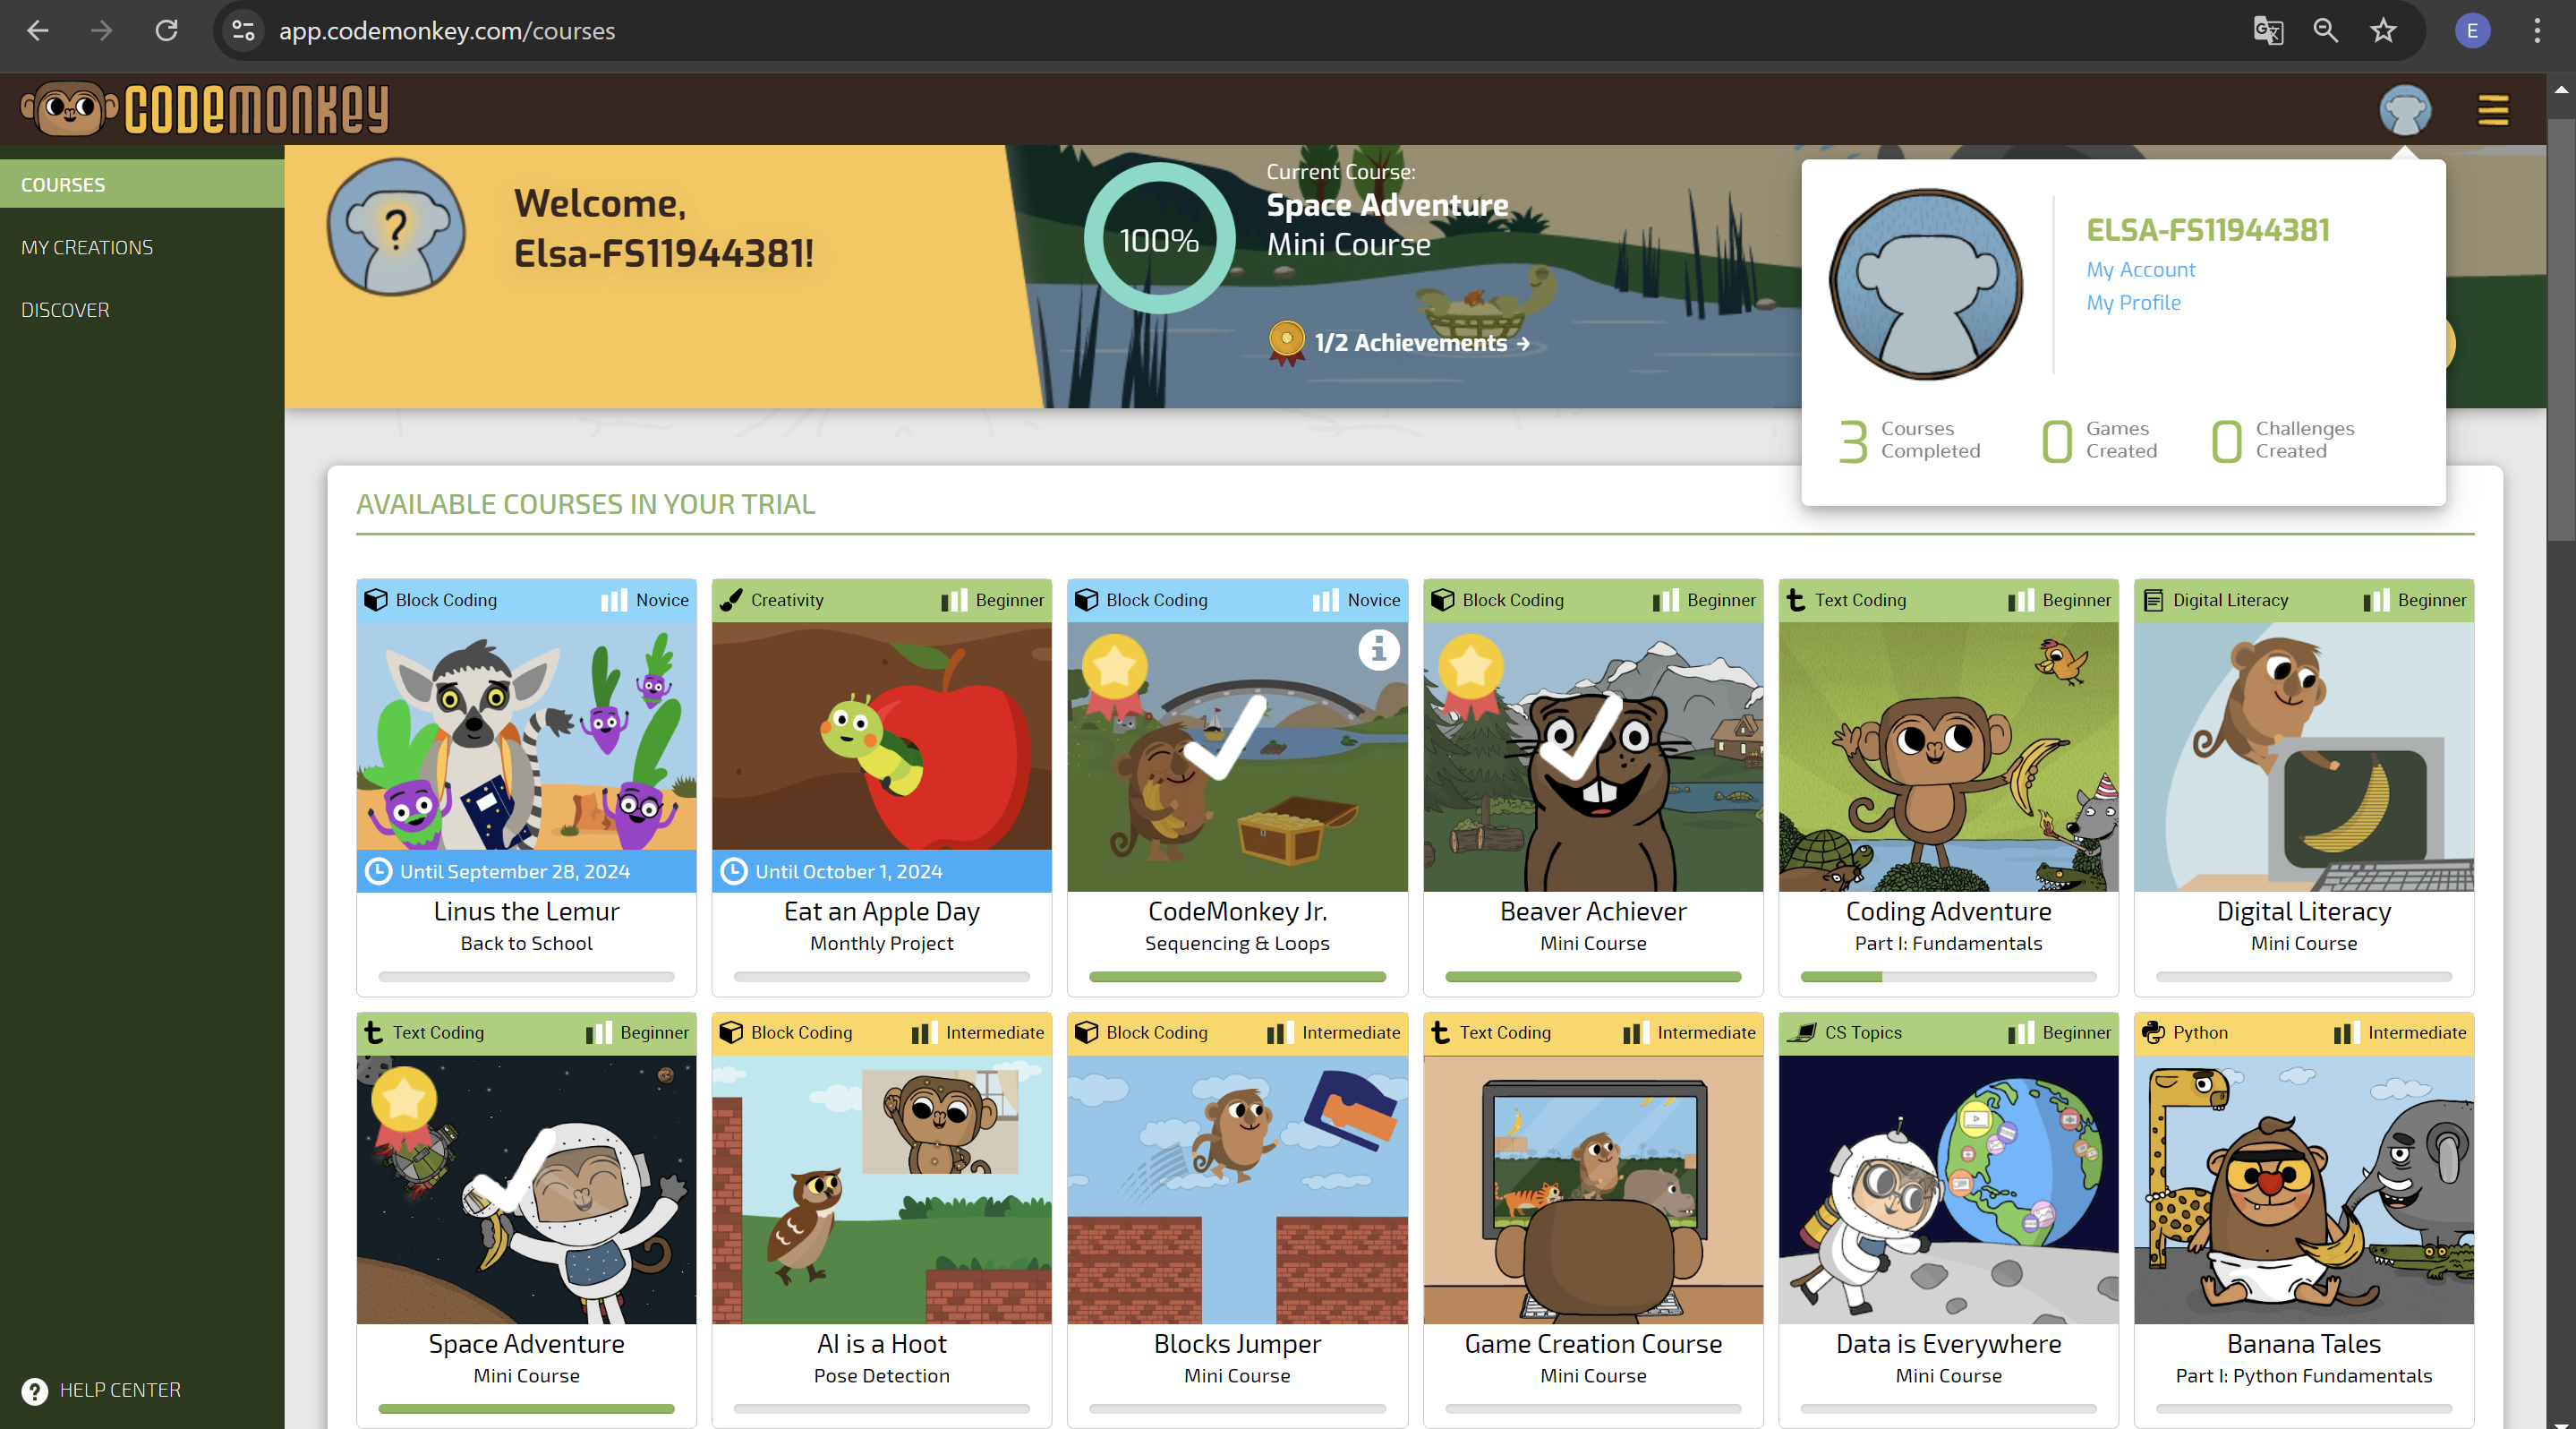 app.codemonkey.com/courses
E
CODEMONKEY
COURSES
MY CREATIONS
DISCOVER
HELP CENTER
?
Welcome,
Elsa-FS11944381!
100%
Current Course:
Space Adventure
Mini Course
1/2 Achievements →
ELSA-FS11944381
My Account
My Profile
3 Courses Completed
0 Games Created
0 Challenges Created
AVAILABLE COURSES IN YOUR TRIAL
Block Coding Novice
Until September 28, 2024
Linus the Lemur
Back to School
Creativity Beginner
Until October 1, 2024
Eat an Apple Day
Monthly Project
Block Coding Novice
CodeMonkey Jr.
Sequencing & Loops
Block Coding Beginner
Beaver Achiever
Mini Course
Text Coding Beginner
Coding Adventure
Part I: Fundamentals
Digital Literacy Beginner
Digital Literacy
Mini Course
Text Coding Beginner
Space Adventure
Mini Course
Block Coding Intermediate
AI is a Hoot
Pose Detection
Block Coding Intermediate
Blocks Jumper
Mini Course
Text Coding Intermediate
Game Creation Course
Mini Course
CS Topics Beginner
Data is Everywhere
Mini Course
Python Intermediate
Banana Tales
Part I: Python Fundamentals